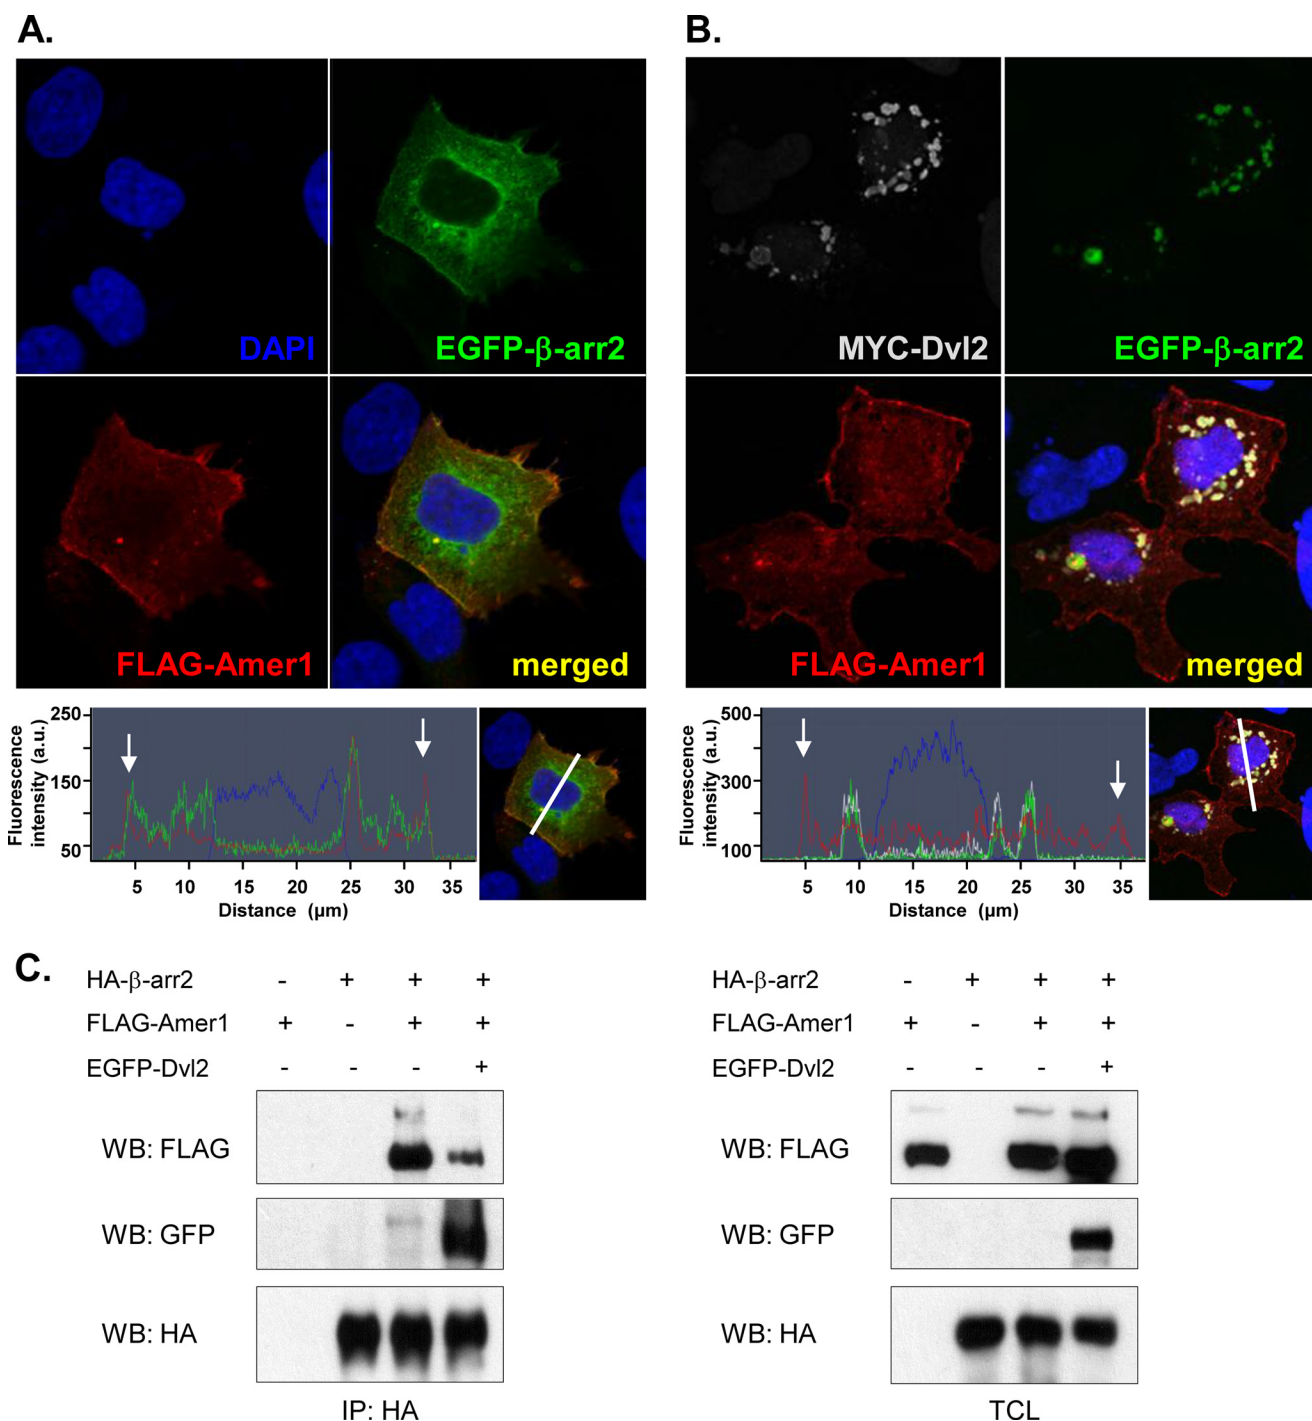 A.
B.
DAPI
EGFP-β-arr2
MYC-Dvl2
EGFP-β-arr2
FLAG-Amer1
merged
FLAG-Amer1
merged
Fluorescence
intensity (a.u.)
250
150
50
5 10 15 20 25 30 35
Distance (μm)
Fluorescence
intensity (a.u.)
500
300
100
5 10 15 20 25 30 35
Distance (μm)
C.
HA-β-arr2 - + + +
FLAG-Amer1 + - + +
EGFP-Dvl2 - - - +
WB: FLAG
WB: GFP
WB: HA
IP: HA
HA-β-arr2 - + + +
FLAG-Amer1 + - + +
EGFP-Dvl2 - - - +
WB: FLAG
WB: GFP
WB: HA
TCL